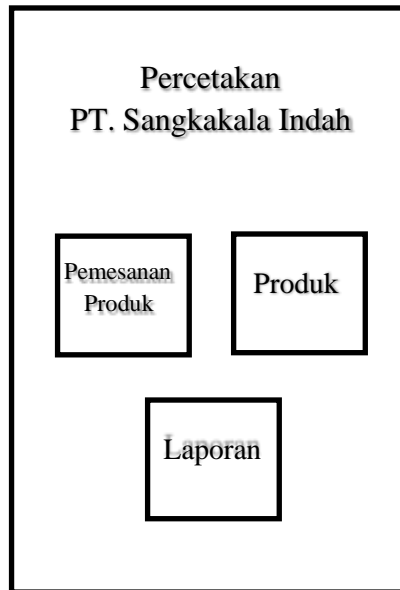 Percetakan
PT. Sangkakala Indah
Pemesanan
Produk
Produk
Laporan